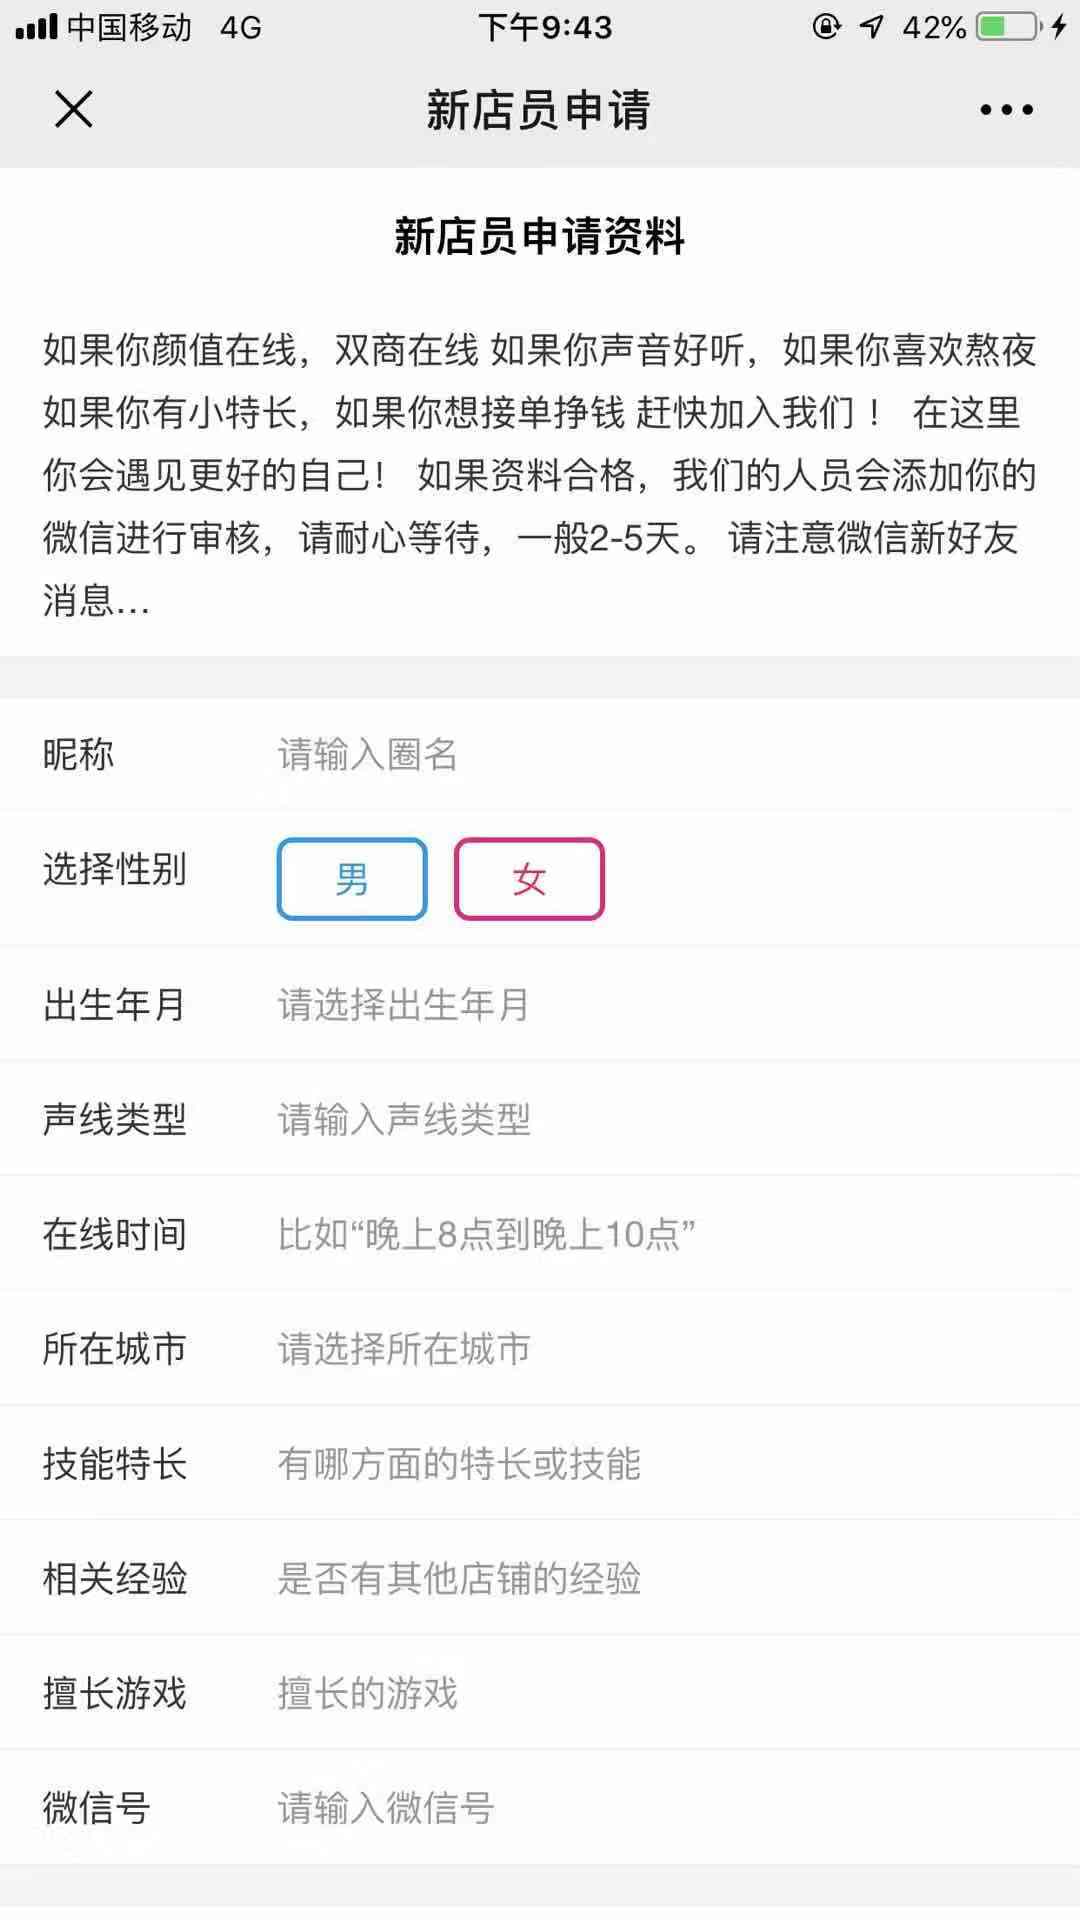 中国移动 4G 下午9:43 42%
新店员申请
新店员申请资料
如果你颜值在线，双商在线 如果你声音好听，如果你喜欢熬夜
如果你有小特长，如果你想接单挣钱 赶快加入我们 ！ 在这里
你会遇见更好的自己！ 如果资料合格，我们的人员会添加你的
微信进行审核，请耐心等待，一般2-5天。 请注意微信新好友
消息...
昵称 请输入圈名
选择性别 男 女
出生年月 请选择出生年月
声线类型 请输入声线类型
在线时间 比如“晚上8点到晚上10点”
所在城市 请选择所在城市
技能特长 有哪方面的特长或技能
相关经验 是否有其他店铺的经验
擅长游戏 擅长的游戏
微信号 请输入微信号